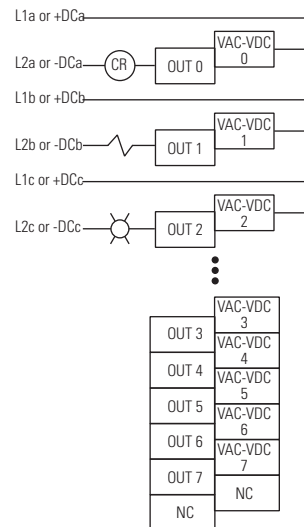 L1a or +DCa
VAC-VDC
0
L2a or -DCa
CR
OUT 0
L1b or +DCb
VAC-VDC
1
L2b or -DCb
OUT 1
L1c or +DCc
VAC-VDC
2
L2c or -DCc
OUT 2
VAC-VDC
3
OUT 3
VAC-VDC
4
OUT 4
VAC-VDC
5
OUT 5
VAC-VDC
6
OUT 6
VAC-VDC
7
OUT 7
NC
NC